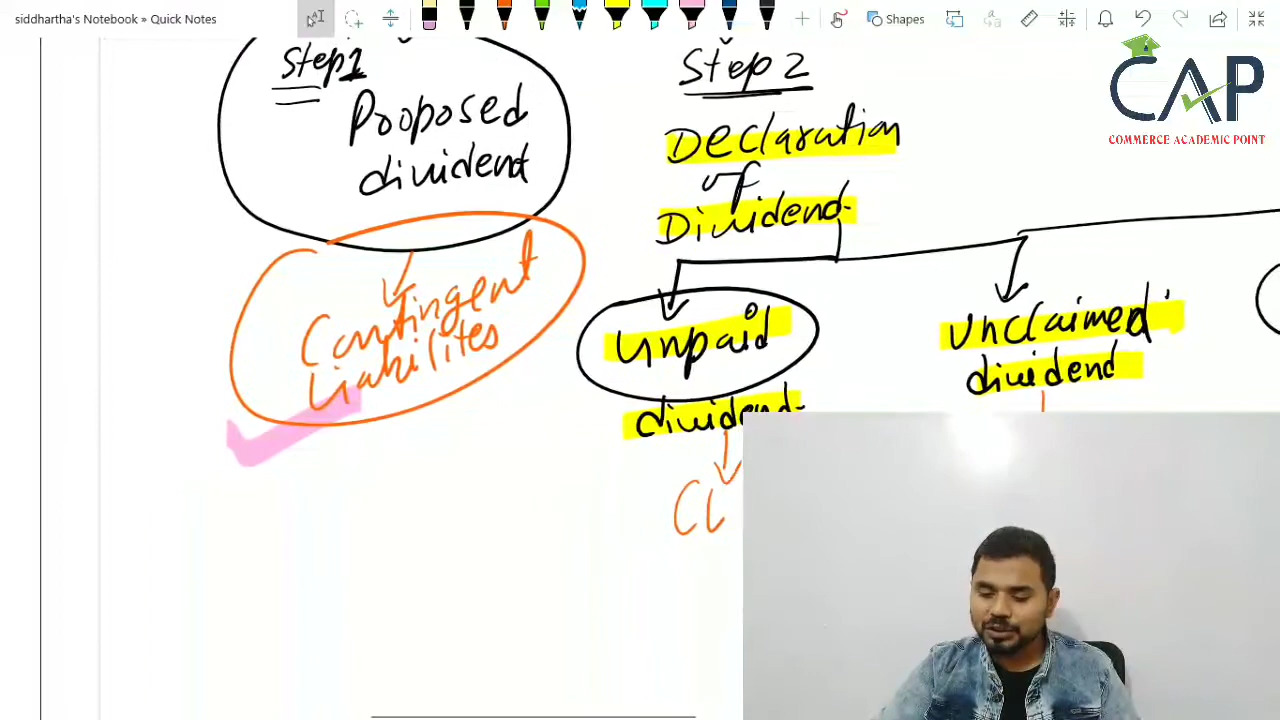 siddhartha's Notebook » Quick Notes
Shapes
CAP
COMMERCE ACADEMIC POINT
Step1
Proposed
dividend
Contingent
Liabilites
Step 2
Declaration
of
Dividend.
Unpaid
dividend.
CL
Unclaimed
dividend